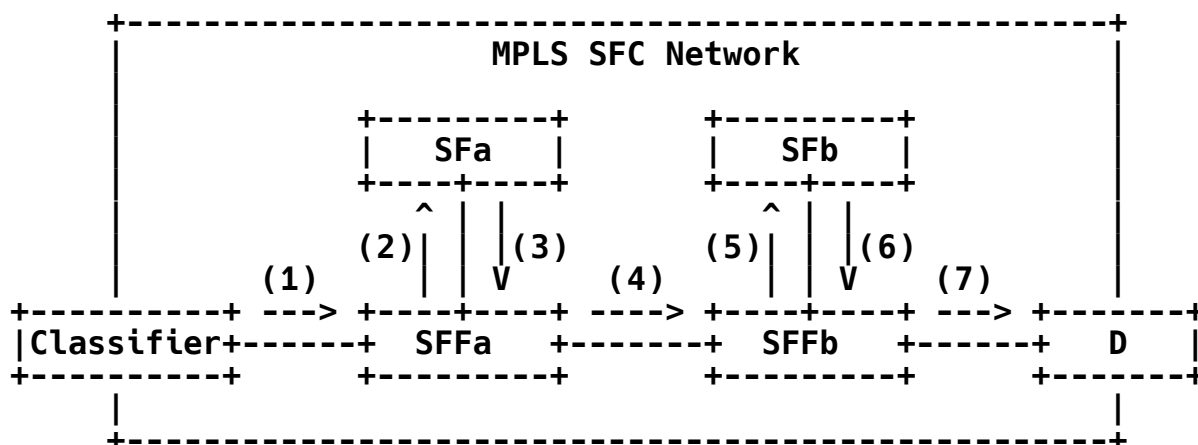 MPLS SFC Network
SFa SFb
(2) (3) (5) (6)
(1) (4) (7)
Classifier SFFa SFFb D